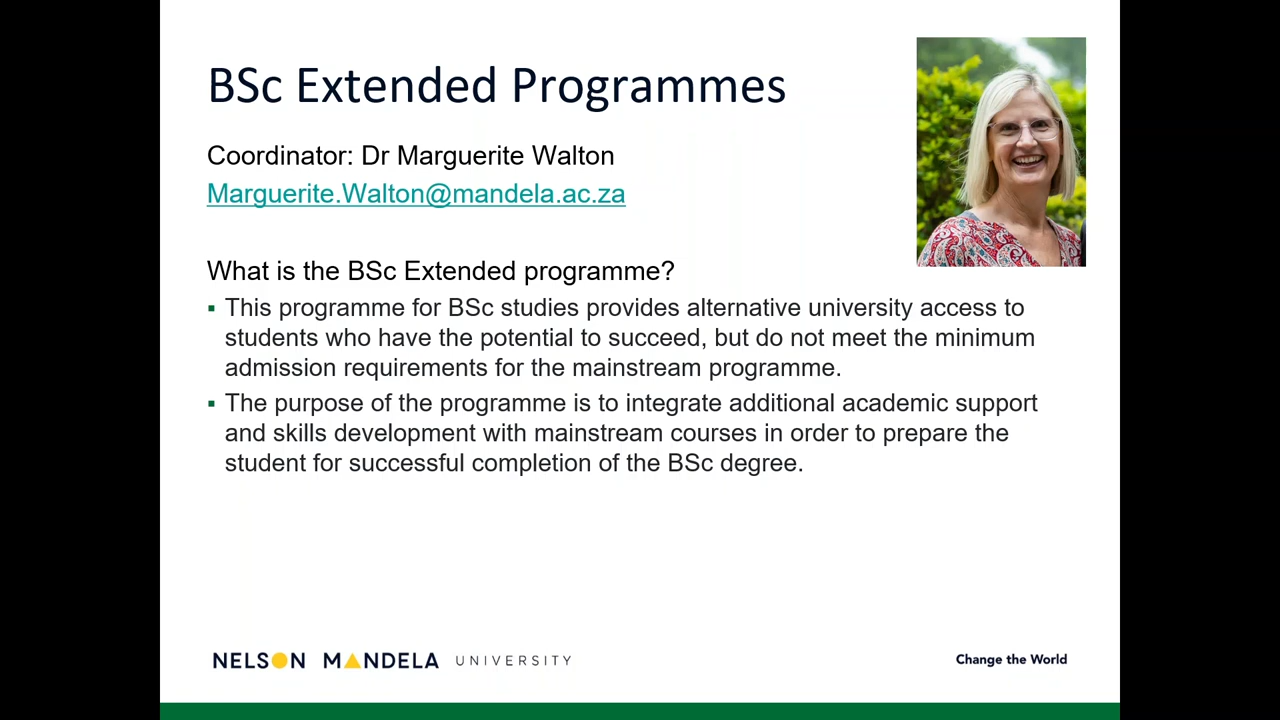 BSc Extended Programmes
Coordinator: Dr Marguerite Walton
Marguerite.Walton@mandela.ac.za
What is the BSc Extended programme?
▪ This programme for BSc studies provides alternative university access to
students who have the potential to succeed, but do not meet the minimum
admission requirements for the mainstream programme.
▪ The purpose of the programme is to integrate additional academic support
and skills development with mainstream courses in order to prepare the
student for successful completion of the BSc degree.
NELSON MANDELA UNIVERSITY
Change the World